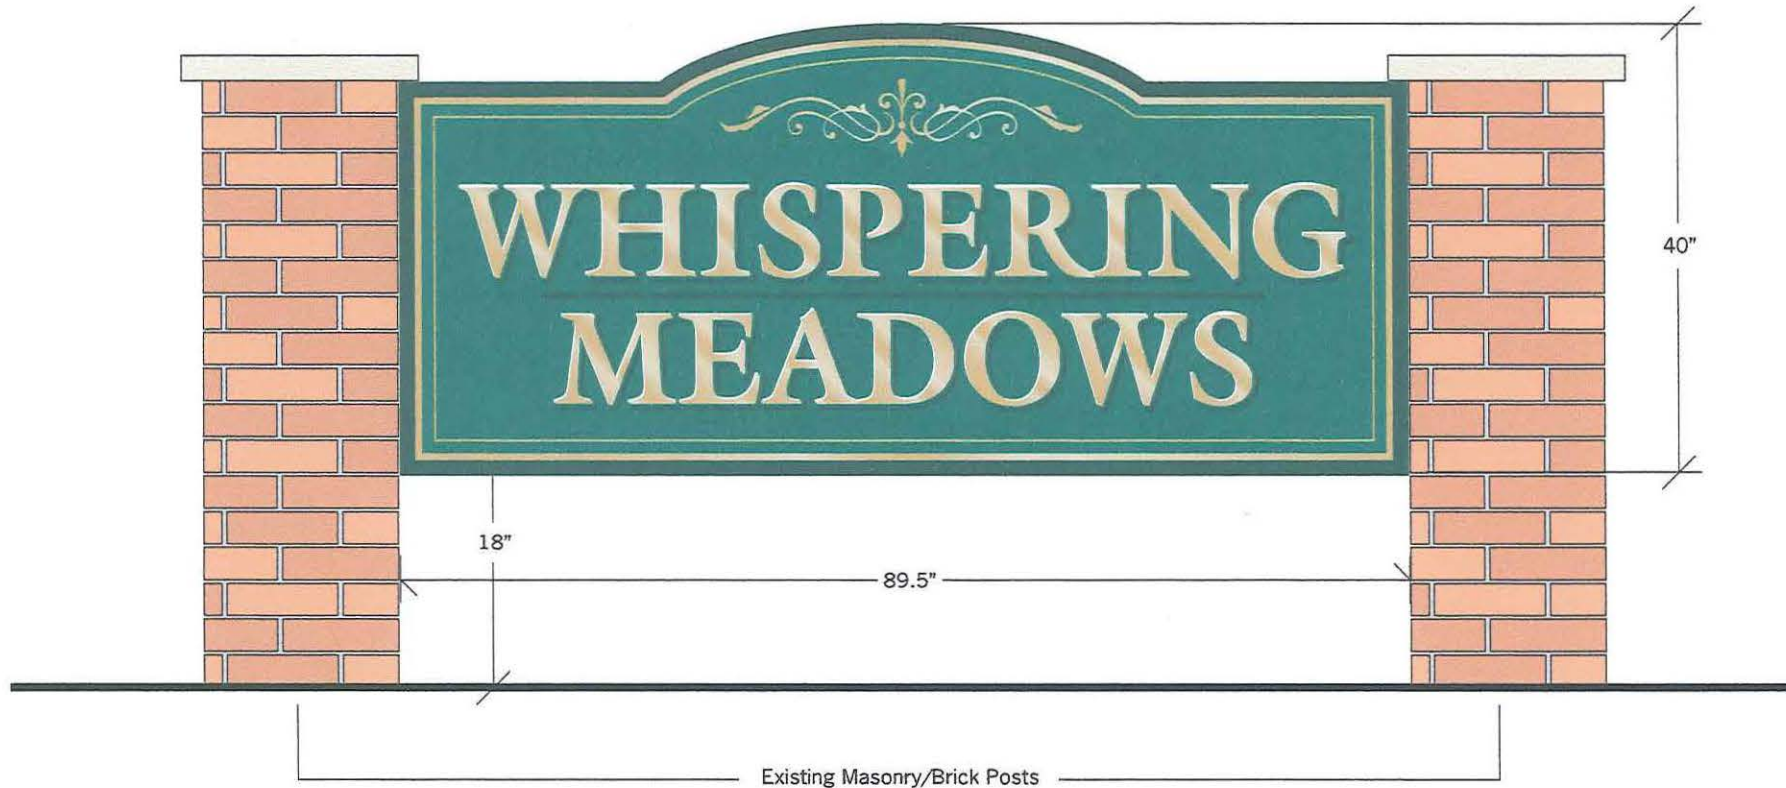 WHISPERING
MEADOWS
40”
18”
89.5”
Existing Masonry/Brick Posts